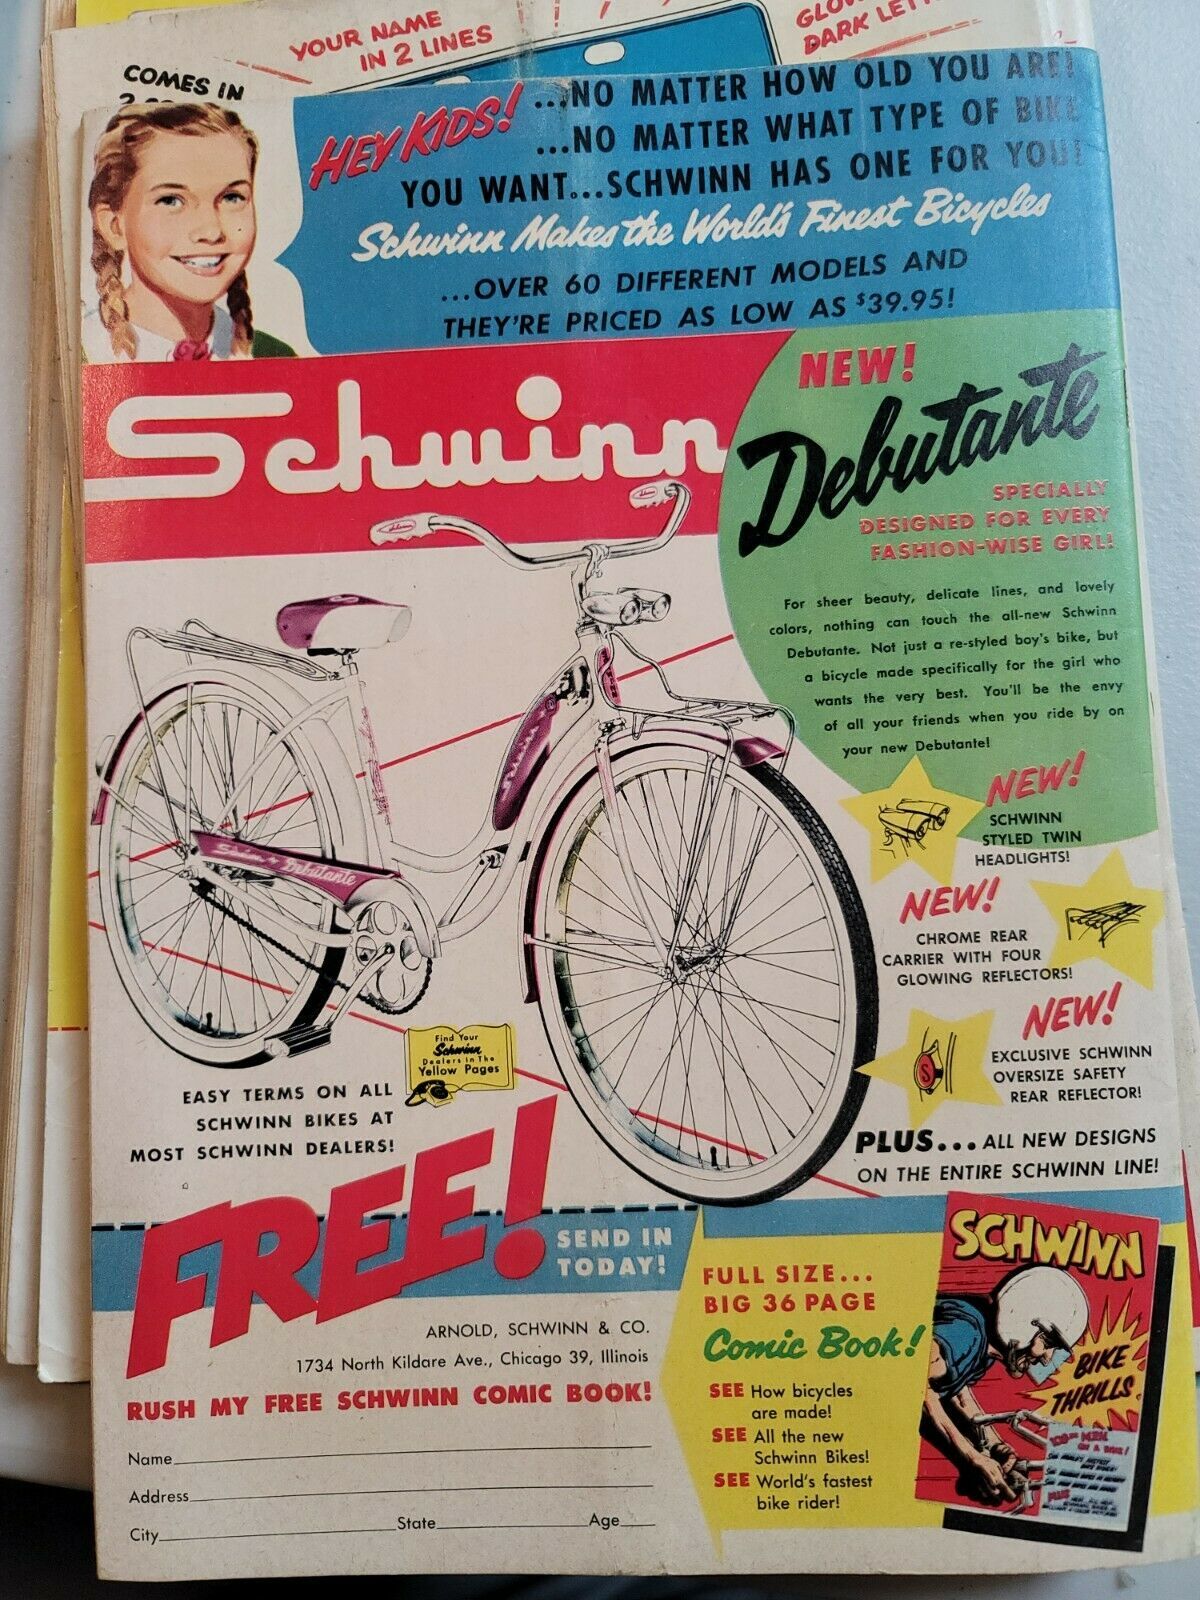 YOUR NAME
IN 2 LINES
DARK
COMES IN
HEY KIDS!
...NO MATTER HOW OLD YOU ARE!
...NO MATTER WHAT TYPE OF BIKE
YOU WANT...SCHWINN HAS ONE FOR YOU!
Schwinn Makes the World's Finest Bicycles
...OVER 60 DIFFERENT MODELS AND
THEY'RE PRICED AS LOW AS $39.95!
Schwinn
NEW!
Debutante
SPECIALLY
DESIGNED FOR EVERY
FASHION-WISE GIRL!
For sheer beauty, delicate lines, and lovely
colors, nothing can touch the all-new Schwinn
Debutante. Not just a re-styled boy's bike, but
a bicycle made specifically for the girl who
wants the very best. You'll be the envy
of all your friends when you ride by on
your new Debutante!
SCHWINN
Schwinn
Debutante
NEW!
SCHWINN
STYLED TWIN
HEADLIGHTS!
NEW!
CHROME REAR
CARRIER WITH FOUR
GLOWING REFLECTORS!
NEW!
S
EXCLUSIVE SCHWINN
OVERSIZE SAFETY
REAR REFLECTOR!
PLUS... ALL NEW DESIGNS
ON THE ENTIRE SCHWINN LINE!
Find Your
Schwinn
Dealers in The
Yellow Pages
EASY TERMS ON ALL
SCHWINN BIKES AT
MOST SCHWINN DEALERS!
FREE!
SEND IN
TODAY!
ARNOLD, SCHWINN & CO.
1734 North Kildare Ave., Chicago 39, Illinois
RUSH MY FREE SCHWINN COMIC BOOK!
Name
Address
City State Age
FULL SIZE...
BIG 36 PAGE
Comic Book!
SEE How bicycles
are made!
SEE All the new
Schwinn Bikes!
SEE World's fastest
bike rider!
SCHWINN
BIKE
THRILLS
ON A BIKE!
PLUS